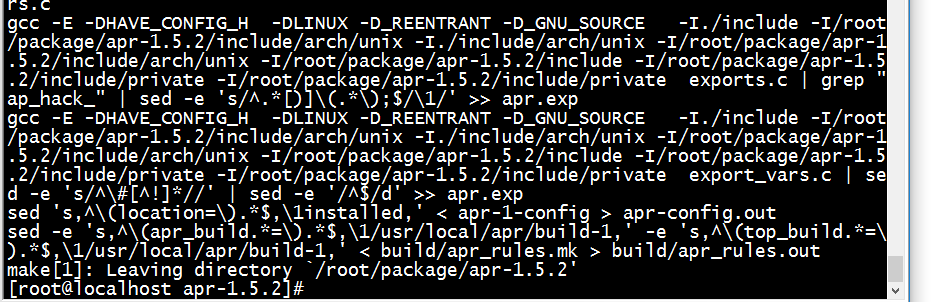 rs.c
gcc -E -DHAVE_CONFIG_H  -DLINUX -D_REENTRANT -D_GNU_SOURCE   -I./include -I/root
/package/apr-1.5.2/include/arch/unix -I./include/arch/unix -I/root/package/apr-1
.5.2/include/arch/unix -I/root/package/apr-1.5.2/include -I/root/package/apr-1.5
.2/include/private -I/root/package/apr-1.5.2/include/private  exports.c | grep "
ap_hack_" | sed -e 's/^.*[)]\(.*\);$/\1/' >> apr.exp
gcc -E -DHAVE_CONFIG_H  -DLINUX -D_REENTRANT -D_GNU_SOURCE   -I./include -I/root
/package/apr-1.5.2/include/arch/unix -I./include/arch/unix -I/root/package/apr-1
.5.2/include/arch/unix -I/root/package/apr-1.5.2/include -I/root/package/apr-1.5
.2/include/private -I/root/package/apr-1.5.2/include/private  export_vars.c | se
d -e 's/^\#[^!]*//' | sed -e '/^$/d' >> apr.exp
sed 's,^\(location=\).*$,\1installed,' < apr-1-config > apr-config.out
sed -e 's,^\(apr_build.*=\).*$,\1/usr/local/apr/build-1,' -e 's,^\(top_build.*=\
).*$,\1/usr/local/apr/build-1,' < build/apr_rules.mk > build/apr_rules.out
make[1]: Leaving directory `/root/package/apr-1.5.2'
[root@localhost apr-1.5.2]#